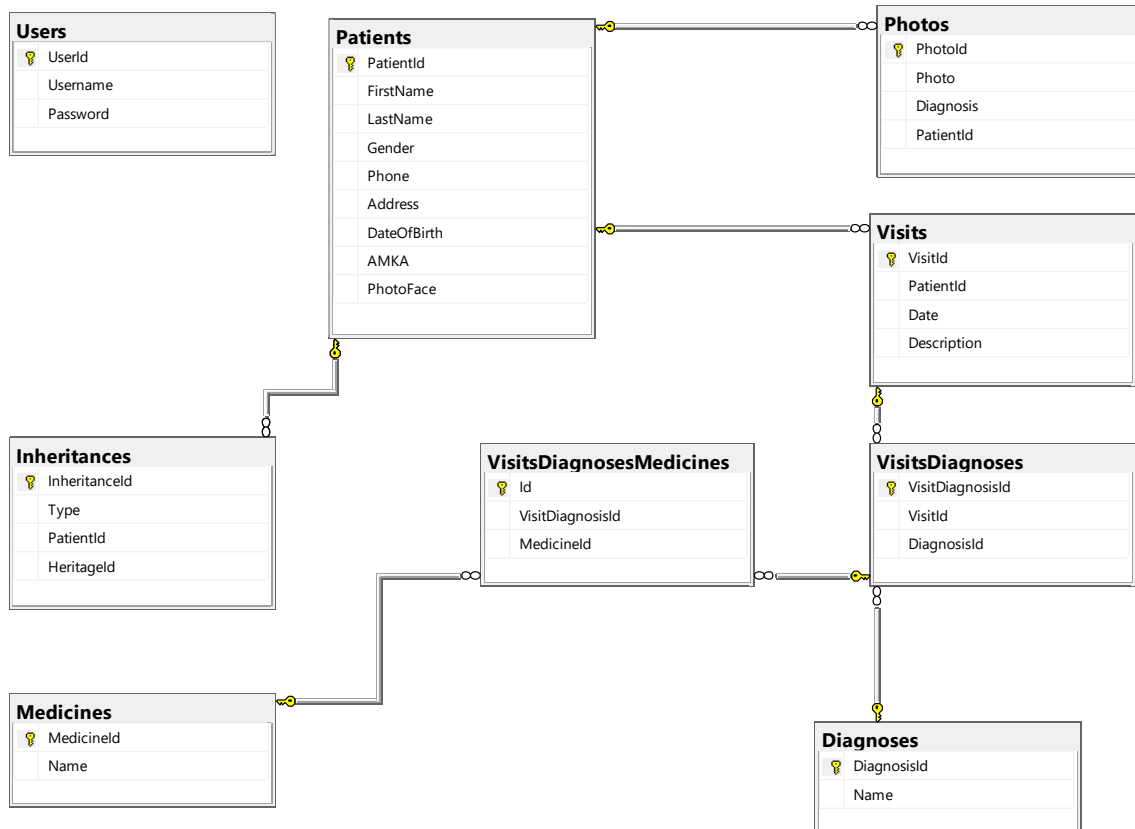 Users
UserId
Username
Password
Patients
PatientId
FirstName
LastName
Gender
Phone
Address
DateOfBirth
AMKA
PhotoFace
Photos
PhotoId
Photo
Diagnosis
PatientId
Visits
VisitId
PatientId
Date
Description
Inheritances
InheritanceId
Type
PatientId
HeritageId
VisitsDiagnosesMedicines
Id
VisitDiagnosisId
MedicineId
VisitsDiagnoses
VisitDiagnosisId
VisitId
DiagnosisId
Medicines
MedicineId
Name
Diagnoses
DiagnosisId
Name